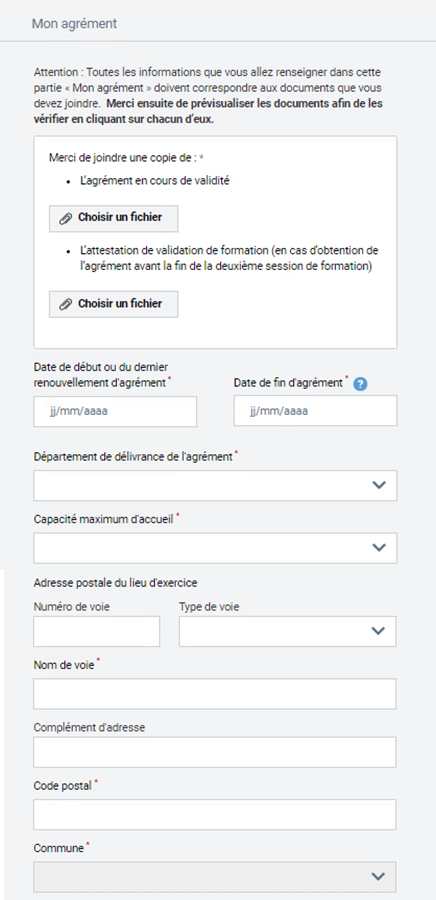 Mon agrément
Attention : Toutes les informations que vous allez renseigner dans cette
partie « Mon agrément » doivent correspondre aux documents que vous
devez joindre. Merci ensuite de prévisualiser les documents afin de les
vérifier en cliquant sur chacun d'eux.
Merci de joindre une copie de : *
• L'agrément en cours de validité
Choisir un fichier
• L'attestation de validation de formation (en cas d'obtention de
l'agrément avant la fin de la deuxième session de formation)
Choisir un fichier
Date de début ou du dernier
renouvellement d'agrément *
Date de fin d'agrément * ?
jj/mm/aaaa
jj/mm/aaaa
Département de délivrance de l'agrément *
Capacité maximum d'accueil *
Adresse postale du lieu d'exercice
Numéro de voie
Type de voie
Nom de voie *
Complément d'adresse
Code postal *
Commune *